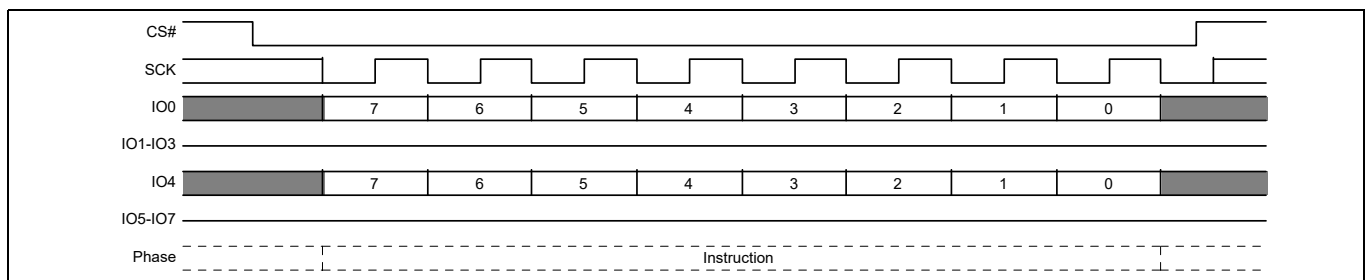 CS#
SCK
IO0 7 6 5 4 3 2 1 0
IO1-IO3
IO4 7 6 5 4 3 2 1 0
IO5-IO7
Phase Instruction